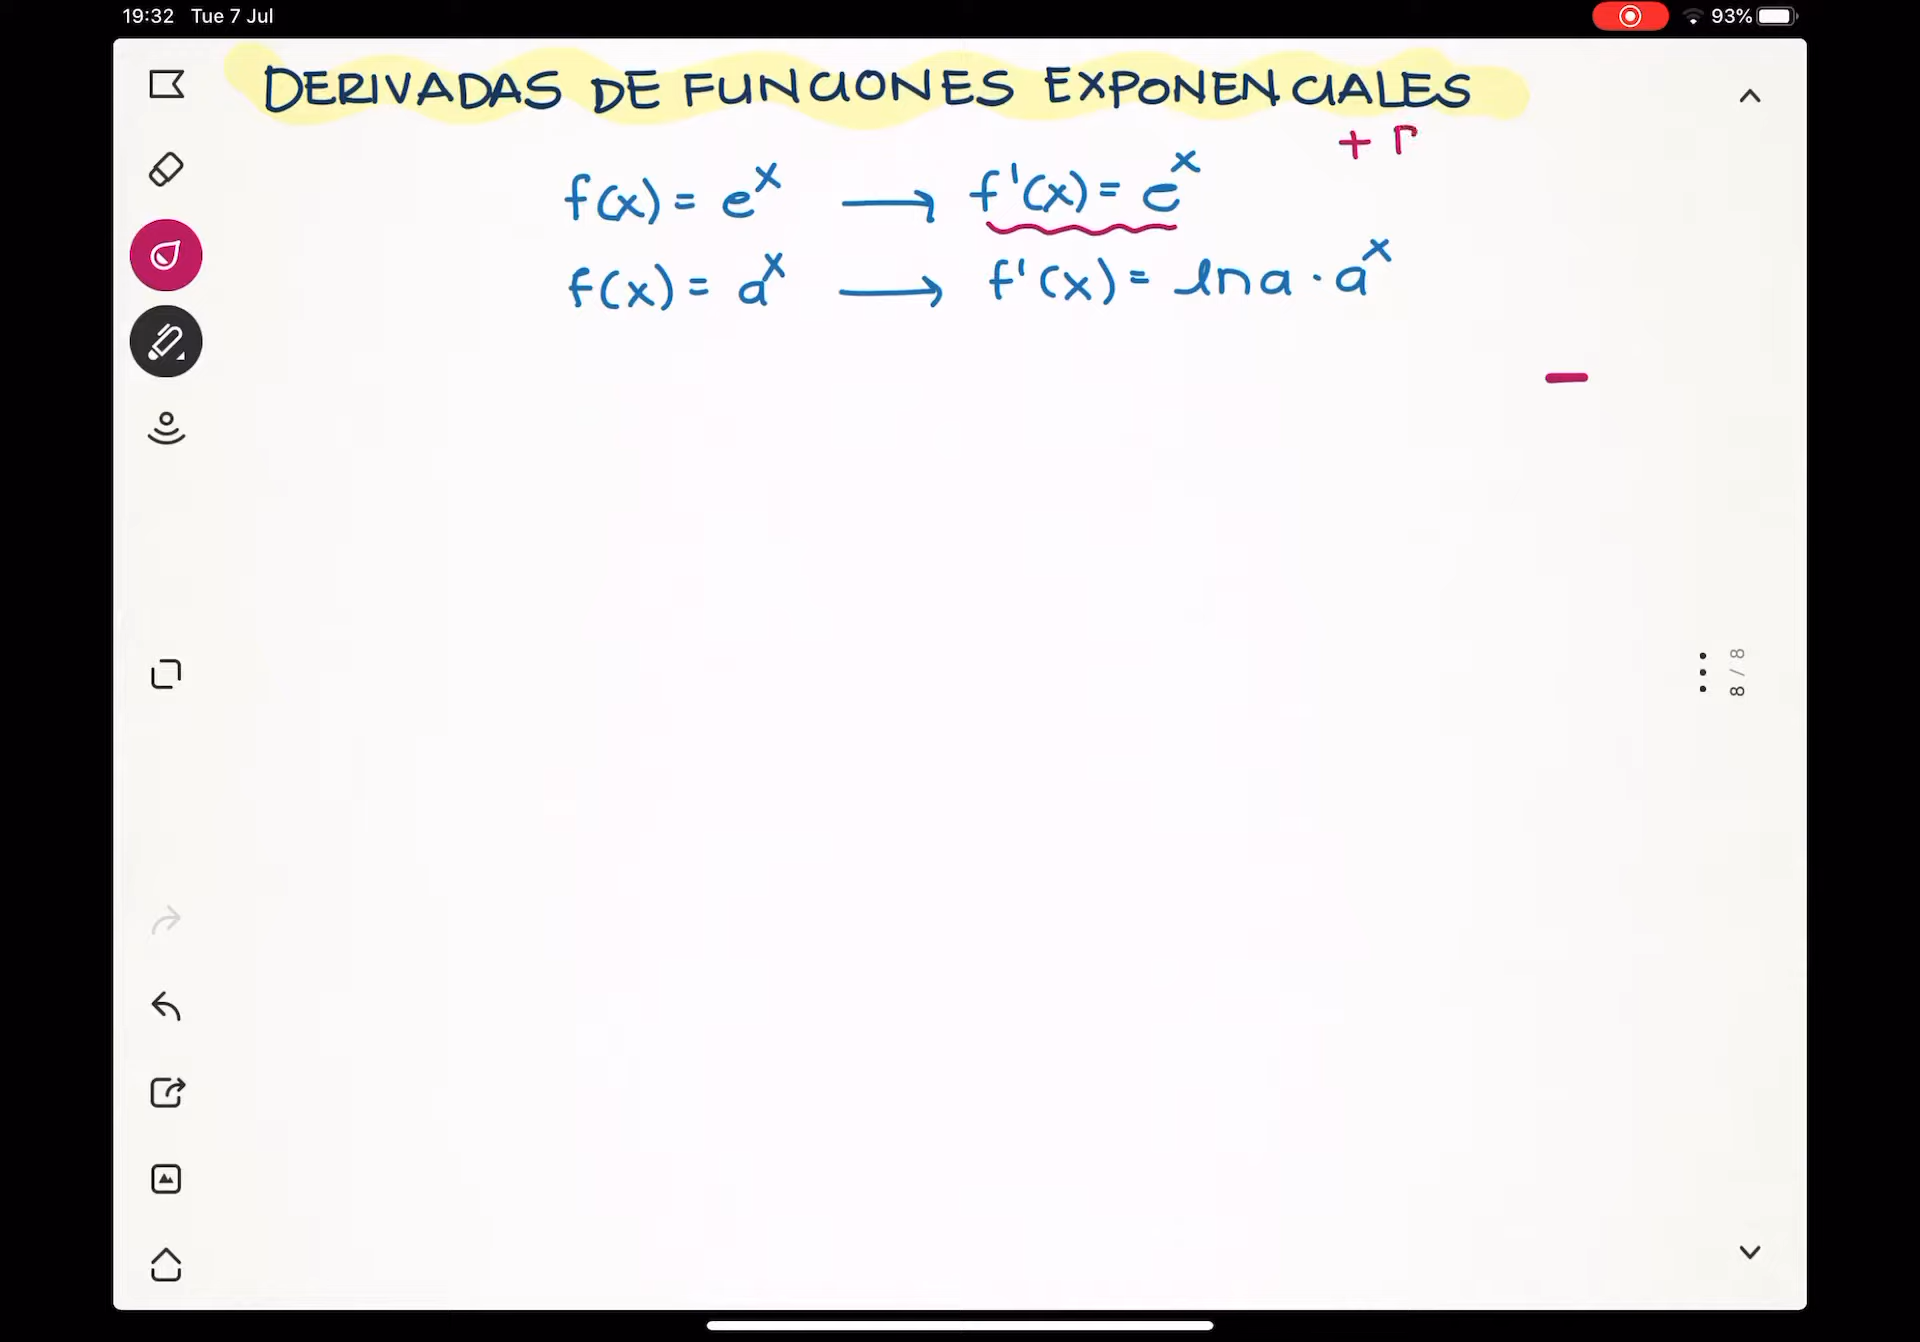 19:32 Tue 7 Jul 93%
DERIVADAS DE FUNCIONES EXPONENCIALES
+ r
f(x) = e^x → f'(x) = e^x
f(x) = a^x → f'(x) = ln a · a^x
8 / 8